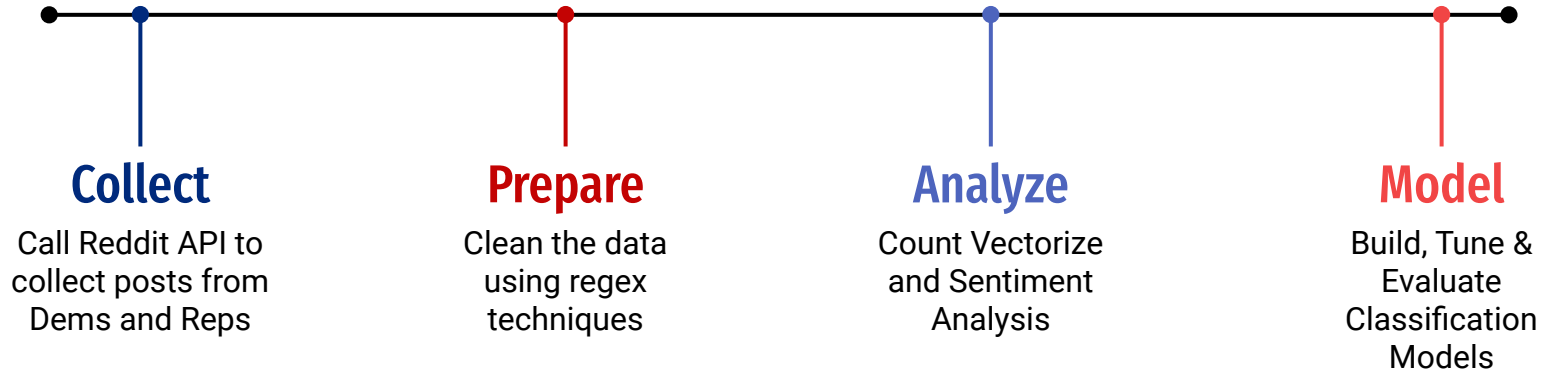 Collect
Call Reddit API to
collect posts from
Dems and Reps
Prepare
Clean the data
using regex
techniques
Analyze
Count Vectorize
and Sentiment
Analysis
Model
Build, Tune &
Evaluate
Classification
Models